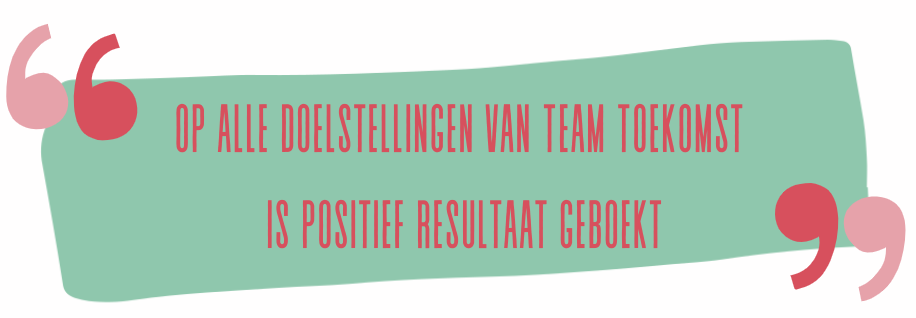 OP ALLE DOELSTELLINGEN VAN TEAM TOEKOMST
IS POSITIEF RESULTAAT GEBOEKT